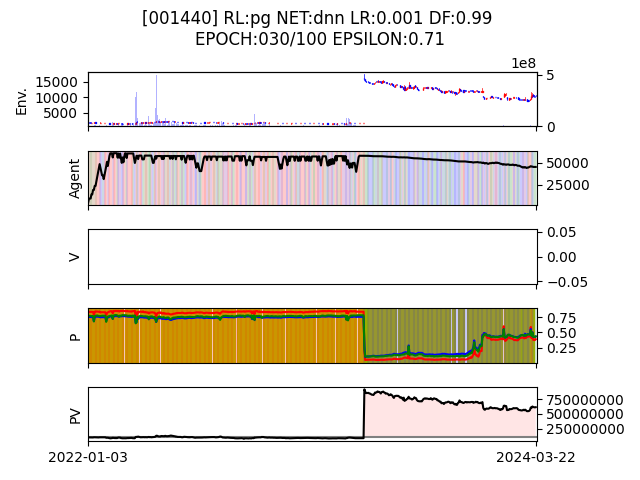 [001440] RL:pg NET:dnn LR:0.001 DF:0.99
EPOCH:030/100 EPSILON:0.71
1e8
Env.
15000
10000
5000
5
0
Agent
50000
25000
V
0.05
0.00
−0.05
P
0.75
0.50
0.25
PV
750000000
500000000
250000000
2022-01-03
2024-03-22